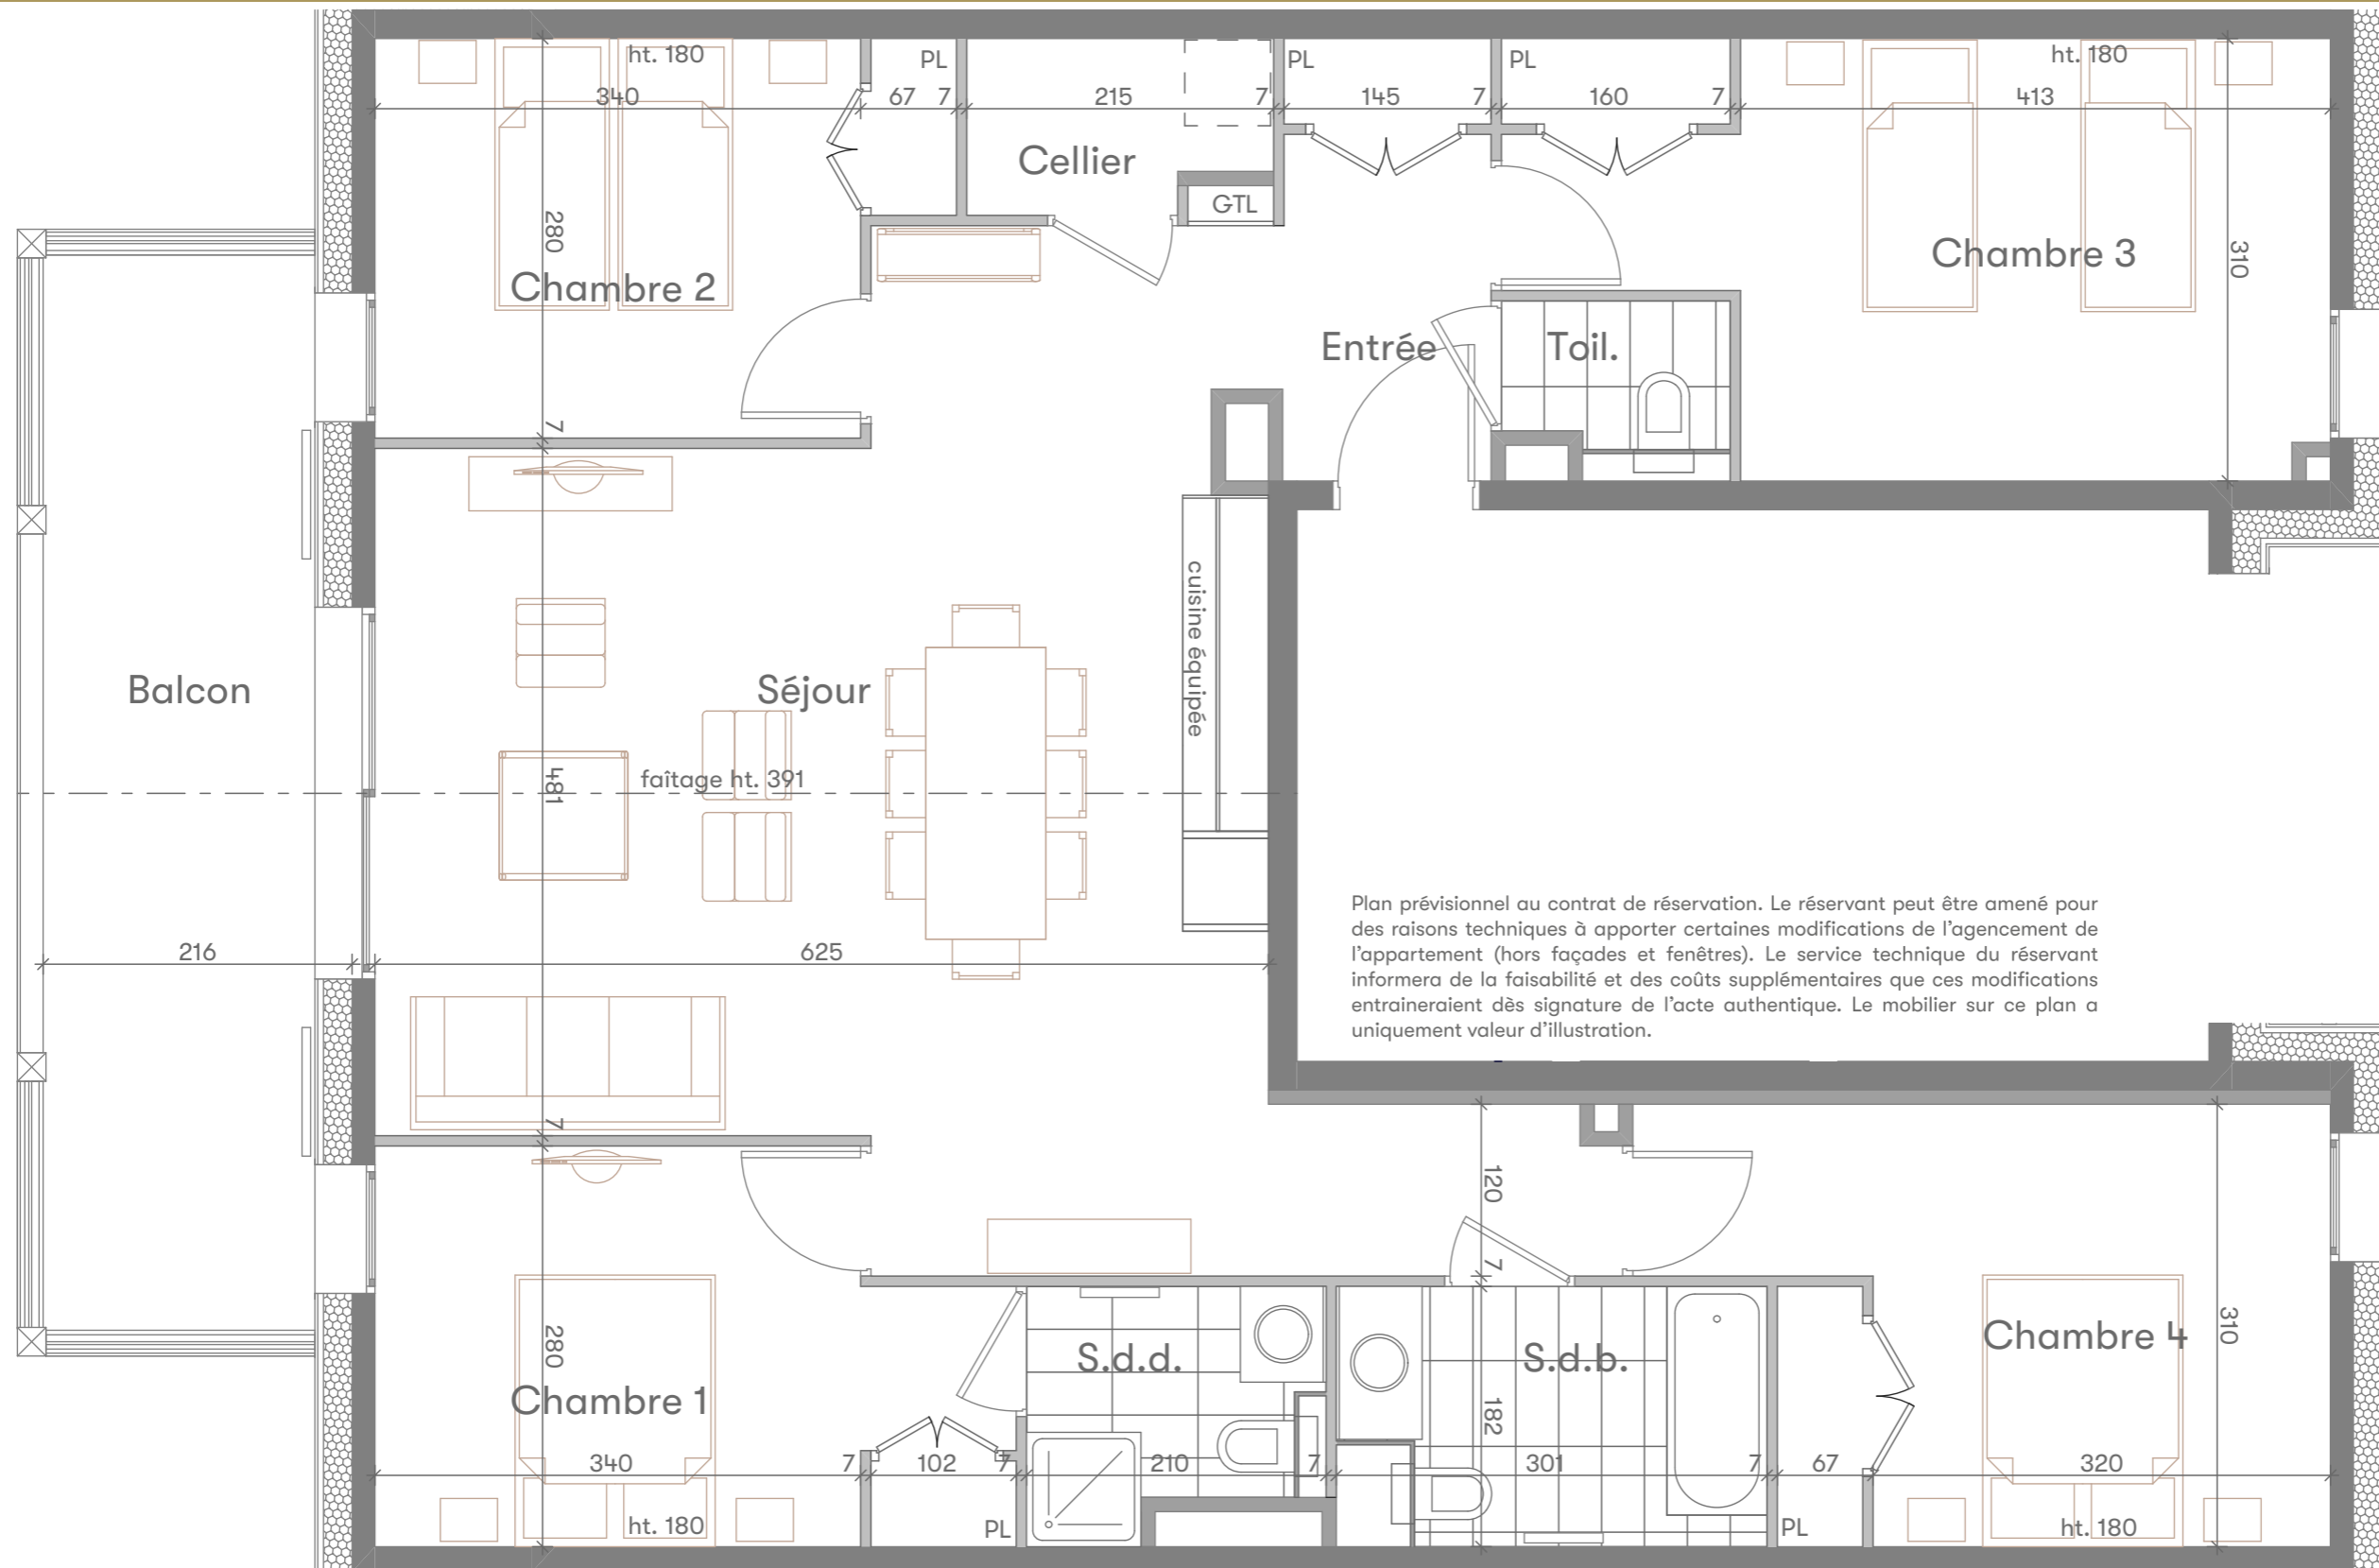 ht. 180
PL
PL
PL
ht. 180
340
67
7
215
7
145
7
160
7
413
Cellier
GTL
280
Chambre 2
Chambre 3
310
Entrée
Toil.
7
cuisine équipée
Balcon
Séjour
faîtage ht. 391
481
216
625
Plan prévisionnel au contrat de réservation. Le réservant peut être amené pour
des raisons techniques à apporter certaines modifications de l'agencement de
l'appartement (hors façades et fenêtres). Le service technique du réservant
informera de la faisabilité et des coûts supplémentaires que ces modifications
entraineraient dès signature de l'acte authentique. Le mobilier sur ce plan a
uniquement valeur d'illustration.
7
120
7
280
S.d.d.
S.d.b.
Chambre 4
310
Chambre 1
182
340
7
102
7
210
7
301
7
67
320
ht. 180
PL
PL
ht. 180